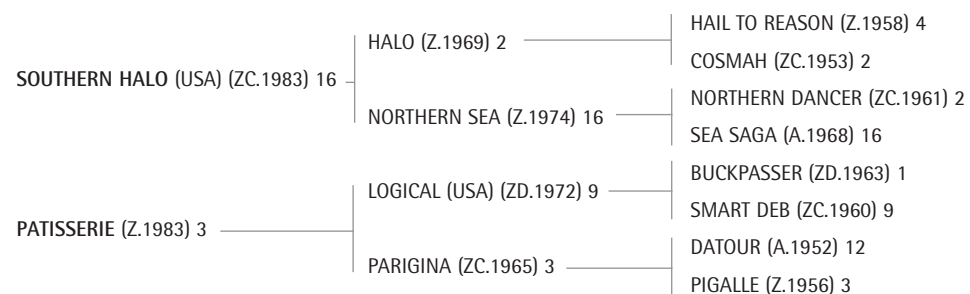 HAIL TO REASON (Z.1958) 4
HALO (Z.1969) 2
COSMAH (ZC.1953) 2
SOUTHERN HALO (USA) (ZC.1983) 16
NORTHERN DANCER (ZC.1961) 2
NORTHERN SEA (Z.1974) 16
SEA SAGA (A.1968) 16
BUCKPASSER (ZD.1963) 1
LOGICAL (USA) (ZD.1972) 9
SMART DEB (ZC.1960) 9
PATISSERIE (Z.1983) 3
DATOUR (A.1952) 12
PARIGINA (ZC.1965) 3
PIGALLE (Z.1956) 3